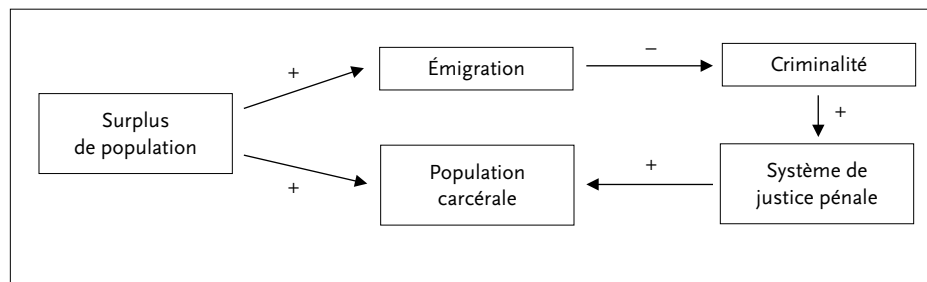 Surplus
de population
+
+
Émigration
–
Criminalité
+
Population
carcérale
+
Système de
justice pénale